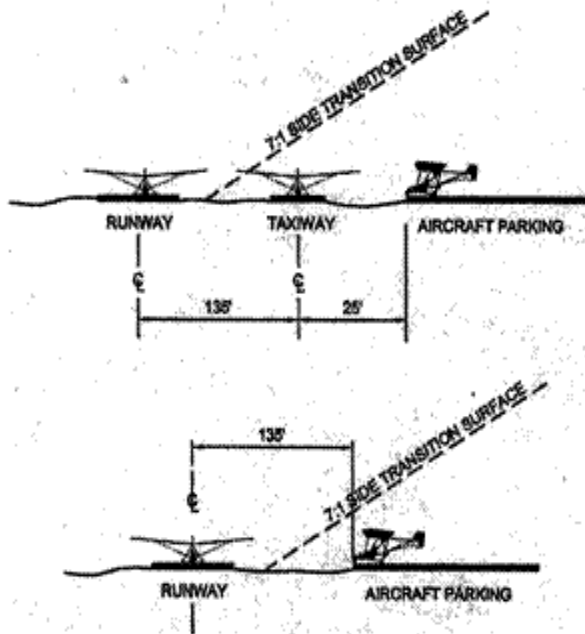 7:1 SIDE TRANSITION SURFACE
RUNWAY TAXIWAY AIRCRAFT PARKING
℄ ℄
135' 25'
135'
7:1 SIDE TRANSITION SURFACE
℄
RUNWAY AIRCRAFT PARKING